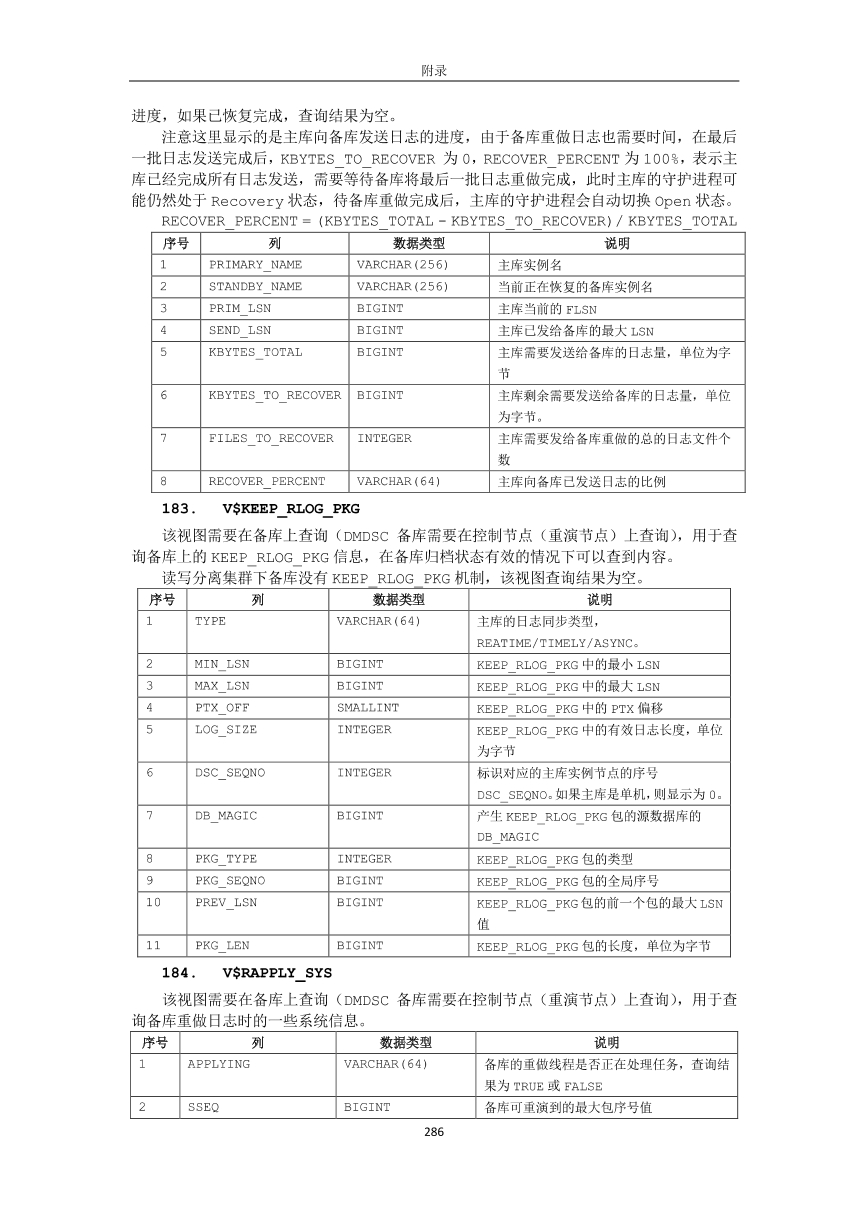 附录
进度，如果已恢复完成，查询结果为空。
注意这里显示的是主库向备库发送日志的进度，由于备库重做日志也需要时间，在最后
一批日志发送完成后，KBYTES_TO_RECOVER 为 0，RECOVER_PERCENT 为 100%，表示主
库已经完成所有日志发送，需要等待备库将最后一批日志重做完成，此时主库的守护进程可
能仍然处于 Recovery 状态，待备库重做完成后，主库的守护进程会自动切换 Open 状态。
RECOVER_PERCENT = (KBYTES_TOTAL – KBYTES_TO_RECOVER)/ KBYTES_TOTAL
序号 列 数据类型 说明
1 PRIMARY_NAME VARCHAR(256) 主库实例名
2 STANDBY_NAME VARCHAR(256) 当前正在恢复的备库实例名
3 PRIM_LSN BIGINT 主库当前的 FLSN
4 SEND_LSN BIGINT 主库已发给备库的最大 LSN
5 KBYTES_TOTAL BIGINT 主库需要发送给备库的日志量，单位为字
节
6 KBYTES_TO_RECOVER BIGINT 主库剩余需要发送给备库的日志量，单位
为字节。
7 FILES_TO_RECOVER INTEGER 主库需要发给备库重做的总的日志文件个
数
8 RECOVER_PERCENT VARCHAR(64) 主库向备库已发送日志的比例
183. V$KEEP_RLOG_PKG
该视图需要在备库上查询（DMDSC 备库需要在控制节点（重演节点）上查询），用于查
询备库上的 KEEP_RLOG_PKG 信息，在备库归档状态有效的情况下可以查到内容。
读写分离集群下备库没有 KEEP_RLOG_PKG 机制，该视图查询结果为空。
序号 列 数据类型 说明
1 TYPE VARCHAR(64) 主库的日志同步类型，
REATIME/TIMELY/ASYNC。
2 MIN_LSN BIGINT KEEP_RLOG_PKG 中的最小 LSN
3 MAX_LSN BIGINT KEEP_RLOG_PKG 中的最大 LSN
4 PTX_OFF SMALLINT KEEP_RLOG_PKG 中的 PTX 偏移
5 LOG_SIZE INTEGER KEEP_RLOG_PKG 中的有效日志长度，单位
为字节
6 DSC_SEQNO INTEGER 标识对应的主库实例节点的序号
DSC_SEQNO。如果主库是单机，则显示为 0。
7 DB_MAGIC BIGINT 产生 KEEP_RLOG_PKG 包的源数据库的
DB_MAGIC
8 PKG_TYPE INTEGER KEEP_RLOG_PKG 包的类型
9 PKG_SEQNO BIGINT KEEP_RLOG_PKG 包的全局序号
10 PREV_LSN BIGINT KEEP_RLOG_PKG 包的前一个包的最大 LSN
值
11 PKG_LEN BIGINT KEEP_RLOG_PKG 包的长度，单位为字节
184. V$RAPPLY_SYS
该视图需要在备库上查询（DMDSC 备库需要在控制节点（重演节点）上查询），用于查
询备库重做日志时的一些系统信息。
序号 列 数据类型 说明
1 APPLYING VARCHAR(64) 备库的重做线程是否正在处理任务，查询结
果为 TRUE 或 FALSE
2 SSEQ BIGINT 备库可重演到的最大包序号值
286